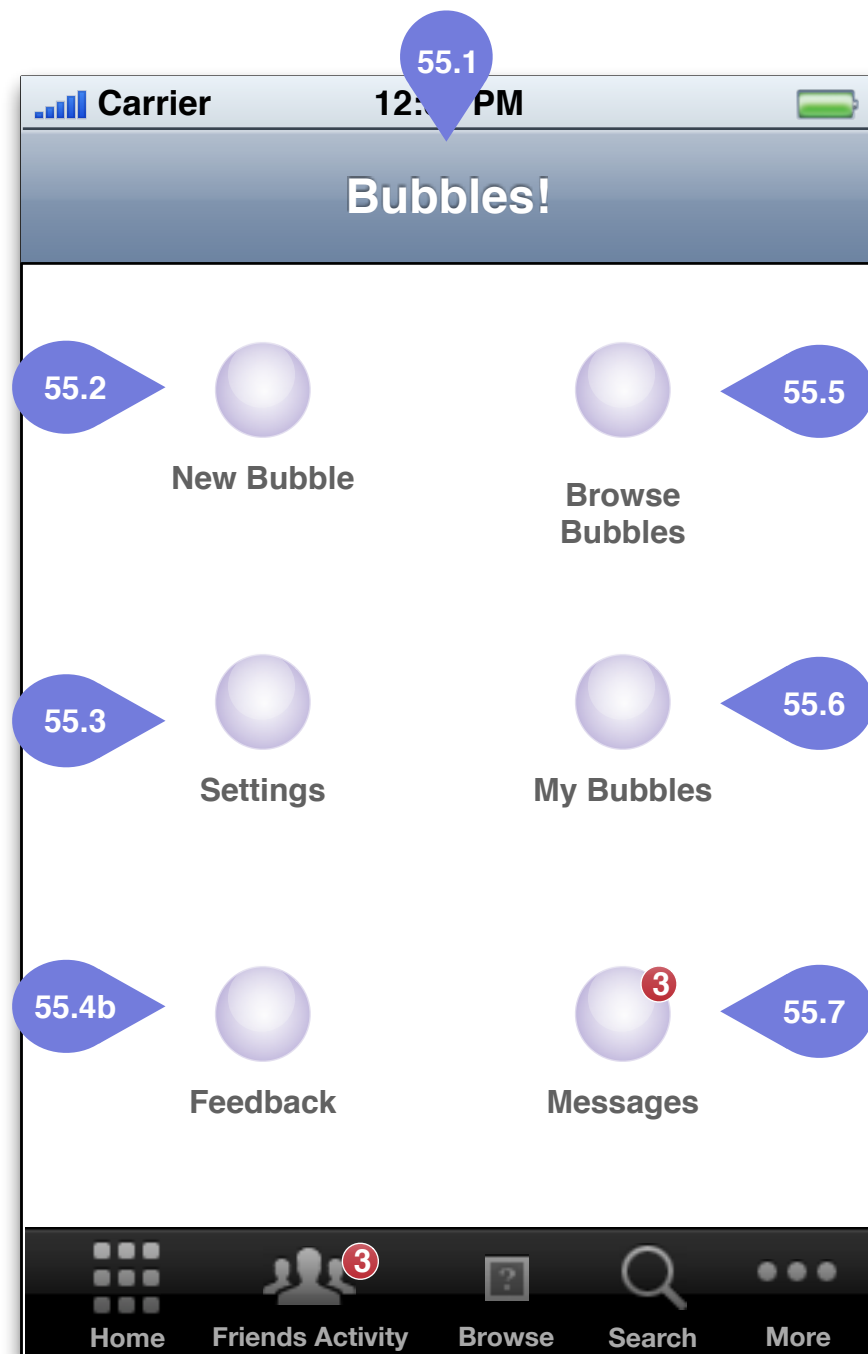 55.1
Carrier 12: PM
Bubbles!
55.2
55.5
New Bubble
Browse
Bubbles
55.3
55.6
Settings
My Bubbles
55.4b
3
55.7
Feedback
Messages
3
?
Home Friends Activity Browse Search More